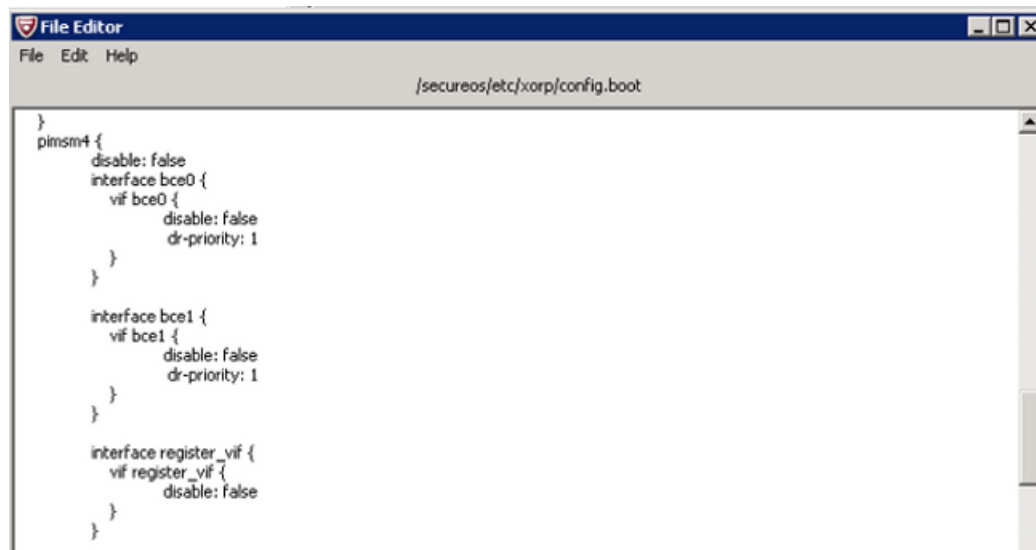 File Editor
File Edit Help
/secureos/etc/xorp/config.boot
}
pimsm4 {
disable: false
interface bce0 {
vif bce0 {
disable: false
dr-priority: 1
}
}
interface bce1 {
vif bce1 {
disable: false
dr-priority: 1
}
}
interface register_vif {
vif register_vif {
disable: false
}
}